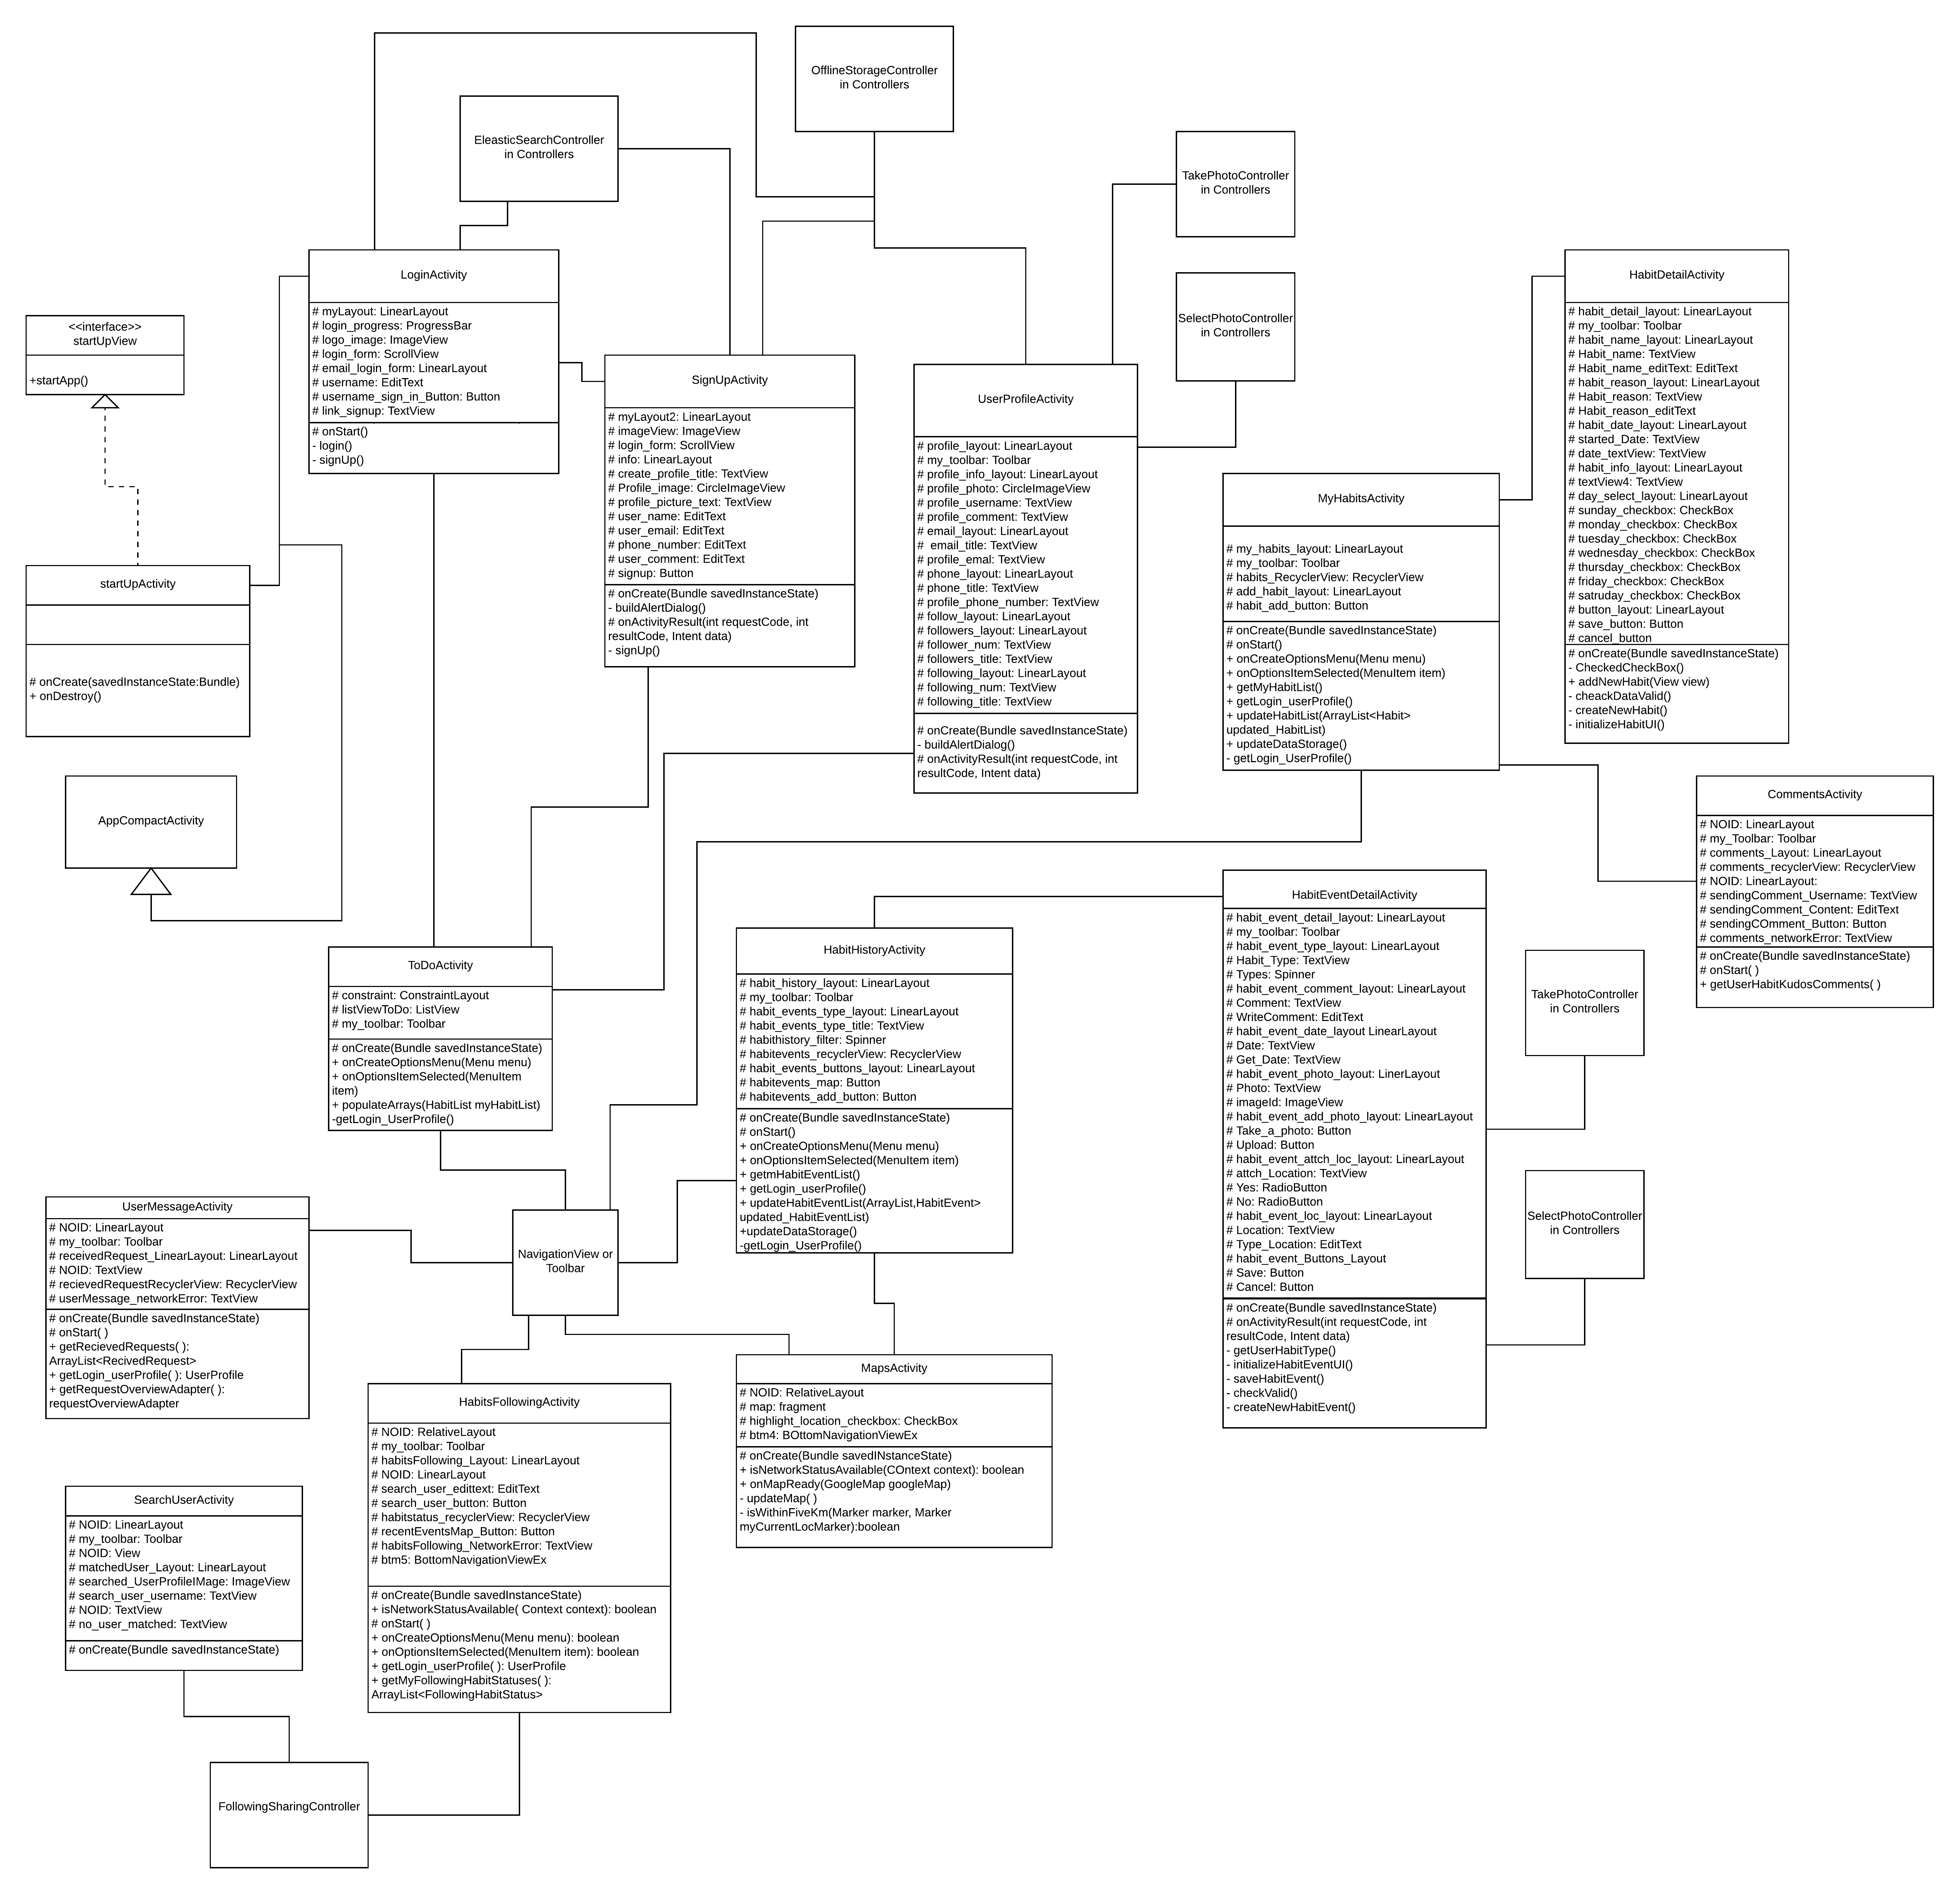 OfflineStorageController
in Controllers
EleasticSearchController
in Controllers
TakePhotoController
in Controllers
SelectPhotoController
in Controllers
<<interface>>
startUpView
+startApp()
LoginActivity
# myLayout: LinearLayout
# login_progress: ProgressBar
# logo_image: ImageView
# login_form: ScrollView
# email_login_form: LinearLayout
# username: EditText
# username_sign_in_Button: Button
# link_signup: TextView
# onStart()
- login()
- signUp()
SignUpActivity
# myLayout2: LinearLayout
# imageView: ImageView
# login_form: ScrollView
# info: LinearLayout
# create_profile_title: TextView
# Profile_image: CircleImageView
# profile_picture_text: TextView
# user_name: EditText
# user_email: EditText
# phone_number: EditText
# user_comment: EditText
# signup: Button
# onCreate(Bundle savedInstanceState)
- buildAlertDialog()
# onActivityResult(int requestCode, int
resultCode, Intent data)
- signUp()
UserProfileActivity
# profile_layout: LinearLayout
# my_toolbar: Toolbar
# profile_info_layout: LinearLayout
# profile_photo: CircleImageView
# profile_username: TextView
# profile_comment: TextView
# email_layout: LinearLayout
#  email_title: TextView
# profile_emal: TextView
# phone_layout: LinearLayout
# phone_title: TextView
# profile_phone_number: TextView
# follow_layout: LinearLayout
# followers_layout: LinearLayout
# follower_num: TextView
# followers_title: TextView
# following_layout: LinearLayout
# following_num: TextView
# following_title: TextView
# onCreate(Bundle savedInstanceState)
- buildAlertDialog()
# onActivityResult(int requestCode, int
resultCode, Intent data)
MyHabitsActivity
# my_habits_layout: LinearLayout
# my_toolbar: Toolbar
# habits_RecyclerView: RecyclerView
# add_habit_layout: LinearLayout
# habit_add_button: Button
# onCreate(Bundle savedInstanceState)
# onStart()
+ onCreateOptionsMenu(Menu menu)
+ onOptionsItemSelected(MenuItem item)
+ getMyHabitList()
+ getLogin_userProfile()
+ updateHabitList(ArrayList<Habit>
updated_HabitList)
+ updateDataStorage()
- getLogin_UserProfile()
HabitDetailActivity
# habit_detail_layout: LinearLayout
# my_toolbar: Toolbar
# habit_name_layout: LinearLayout
# Habit_name: TextView
# Habit_name_editText: EditText
# habit_reason_layout: LinearLayout
# Habit_reason: TextView
# Habit_reason_editText
# habit_date_layout: LinearLayout
# started_Date: TextView
# date_textView: TextView
# habit_info_layout: LinearLayout
# textView4: TextView
# day_select_layout: LinearLayout
# sunday_checkbox: CheckBox
# monday_checkbox: CheckBox
# tuesday_checkbox: CheckBox
# wednesday_checkbox: CheckBox
# thursday_checkbox: CheckBox
# friday_checkbox: CheckBox
# satruday_checkbox: CheckBox
# button_layout: LinearLayout
# save_button: Button
# cancel_button
# onCreate(Bundle savedInstanceState)
- CheckedCheckBox()
+ addNewHabit(View view)
- cheackDataValid()
- createNewHabit()
- initializeHabitUI()
startUpActivity
# onCreate(savedInstanceState:Bundle)
+ onDestroy()
AppCompactActivity
CommentsActivity
# NOID: LinearLayout
# my_Toolbar: Toolbar
# comments_Layout: LinearLayout
# comments_recyclerView: RecyclerView
# NOID: LinearLayout:
# sendingComment_Username: TextView
# sendingComment_Content: EditText
# sendingCOmment_Button: Button
# comments_networkError: TextView
# onCreate(Bundle savedInstanceState)
# onStart( )
+ getUserHabitKudosComments( )
ToDoActivity
# constraint: ConstraintLayout
# listViewToDo: ListView
# my_toolbar: Toolbar
# onCreate(Bundle savedInstanceState)
+ onCreateOptionsMenu(Menu menu)
+ onOptionsItemSelected(MenuItem
item)
+ populateArrays(HabitList myHabitList)
-getLogin_UserProfile()
HabitHistoryActivity
# habit_history_layout: LinearLayout
# my_toolbar: Toolbar
# habit_events_type_layout: LinearLayout
# habit_events_type_title: TextView
# habithistory_filter: Spinner
# habitevents_recyclerView: RecyclerView
# habit_events_buttons_layout: LinearLayout
# habitevents_map: Button
# habitevents_add_button: Button
# onCreate(Bundle savedInstanceState)
# onStart()
+ onCreateOptionsMenu(Menu menu)
+ onOptionsItemSelected(MenuItem item)
+ getmHabitEventList()
+ getLogin_userProfile()
+ updateHabitEventList(ArrayList,HabitEvent>
updated_HabitEventList)
+updateDataStorage()
-getLogin_UserProfile()
HabitEventDetailActivity
# habit_event_detail_layout: LinearLayout
# my_toolbar: Toolbar
# habit_event_type_layout: LinearLayout
# Habit_Type: TextView
# Types: Spinner
# habit_event_comment_layout: LinearLayout
# Comment: TextView
# WriteComment: EditText
# habit_event_date_layout LinearLayout
# Date: TextView
# Get_Date: TextView
# habit_event_photo_layout: LinerLayout
# Photo: TextView
# imageId: ImageView
# habit_event_add_photo_layout: LinearLayout
# Take_a_photo: Button
# Upload: Button
# habit_event_attch_loc_layout: LinearLayout
# attch_Location: TextView
# Yes: RadioButton
# No: RadioButton
# habit_event_loc_layout: LinearLayout
# Location: TextView
# Type_Location: EditText
# habit_event_Buttons_Layout
# Save: Button
# Cancel: Button
# onCreate(Bundle savedInstanceState)
# onActivityResult(int requestCode, int
resultCode, Intent data)
- getUserHabitType()
- initializeHabitEventUI()
- saveHabitEvent()
- checkValid()
- createNewHabitEvent()
TakePhotoController
in Controllers
SelectPhotoController
in Controllers
UserMessageActivity
# NOID: LinearLayout
# my_toolbar: Toolbar
# receivedRequest_LinearLayout: LinearLayout
# NOID: TextView
# recievedRequestRecyclerView: RecyclerView
# userMessage_networkError: TextView
# onCreate(Bundle savedInstanceState)
# onStart( )
+ getRecievedRequests( ):
ArrayList<RecivedRequest>
+ getLogin_userProfile( ): UserProfile
+ getRequestOverviewAdapter( ):
requestOverviewAdapter
NavigationView or
Toolbar
HabitsFollowingActivity
# NOID: RelativeLayout
# my_toolbar: Toolbar
# habitsFollowing_Layout: LinearLayout
# NOID: LinearLayout
# search_user_edittext: EditText
# search_user_button: Button
# habitstatus_recyclerView: RecyclerView
# recentEventsMap_Button: Button
# habitsFollowing_NetworkError: TextView
# btm5: BottomNavigationViewEx
# onCreate(Bundle savedInstanceState)
+ isNetworkStatusAvailable( Context context): boolean
# onStart( )
+ onCreateOptionsMenu(Menu menu): boolean
+ onOptionsItemSelected(MenuItem item): boolean
+ getLogin_userProfile( ): UserProfile
+ getMyFollowingHabitStatuses( ):
ArrayList<FollowingHabitStatus>
MapsActivity
# NOID: RelativeLayout
# map: fragment
# highlight_location_checkbox: CheckBox
# btm4: BOttomNavigationViewEx
# onCreate(Bundle savedINstanceState)
+ isNetworkStatusAvailable(COntext context): boolean
+ onMapReady(GoogleMap googleMap)
- updateMap( )
- isWithinFiveKm(Marker marker, Marker
myCurrentLocMarker):boolean
SearchUserActivity
# NOID: LinearLayout
# my_toolbar: Toolbar
# NOID: View
# matchedUser_Layout: LinearLayout
# searched_UserProfileIMage: ImageView
# search_user_username: TextView
# NOID: TextView
# no_user_matched: TextView
# onCreate(Bundle savedInstanceState)
FollowingSharingController